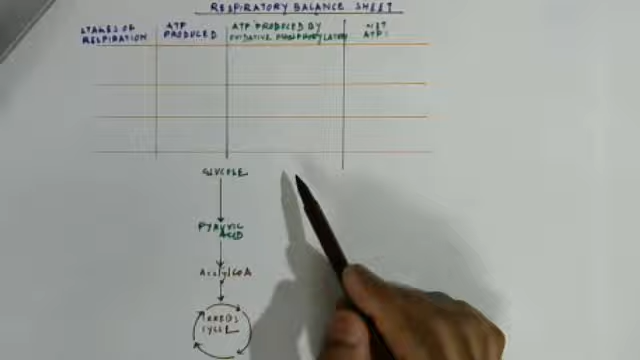 RESPIRATORY BALANCE SHEET
STAGES OF RESPIRATION
ATP PRODUCED
ATP PRODUCED BY OXIDATIVE PHOSPHORYLATION
NET ATP:
GLUCOSE
PYRUVIC ACID
Acetyl COA
KREBS CYCLE